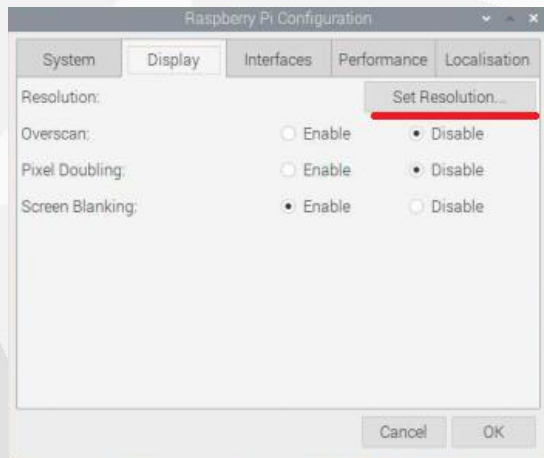 Raspberry Pi Configuration
System Display Interfaces Performance Localisation
Resolution: Set Resolution...
Overscan: Enable Disable
Pixel Doubling: Enable Disable
Screen Blanking: Enable Disable
Cancel OK